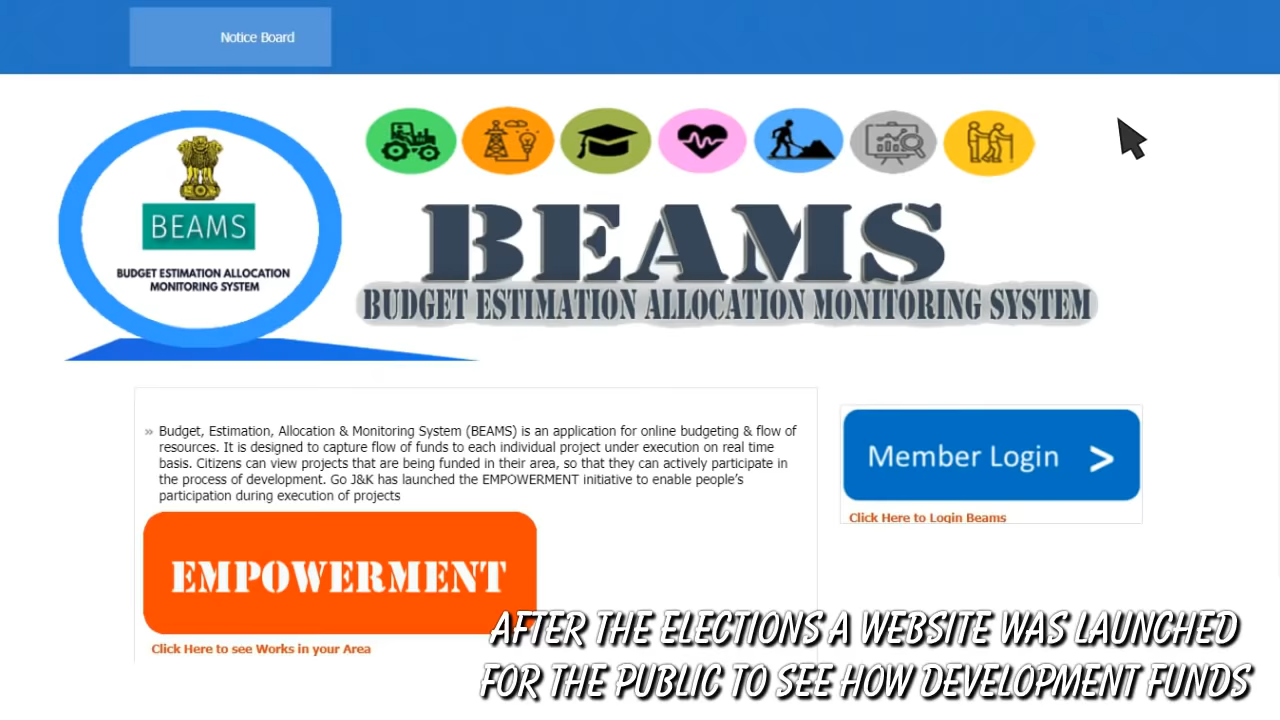 Notice Board
BEAMS
BUDGET ESTIMATION ALLOCATION
MONITORING SYSTEM
BEAMS
BUDGET ESTIMATION ALLOCATION MONITORING SYSTEM
» Budget, Estimation, Allocation & Monitoring System (BEAMS) is an application for online budgeting & flow of
resources. It is designed to capture flow of funds to each individual project under execution on real time
basis. Citizens can view projects that are being funded in their area, so that they can actively participate in
the process of development. Go J&K has launched the EMPOWERMENT initiative to enable people's
participation during execution of projects
EMPOWERMENT
Click Here to see Works in your Area
Member Login >
Click Here to Login Beams
AFTER THE ELECTIONS A WEBSITE WAS LAUNCHED
FOR THE PUBLIC TO SEE HOW DEVELOPMENT FUNDS